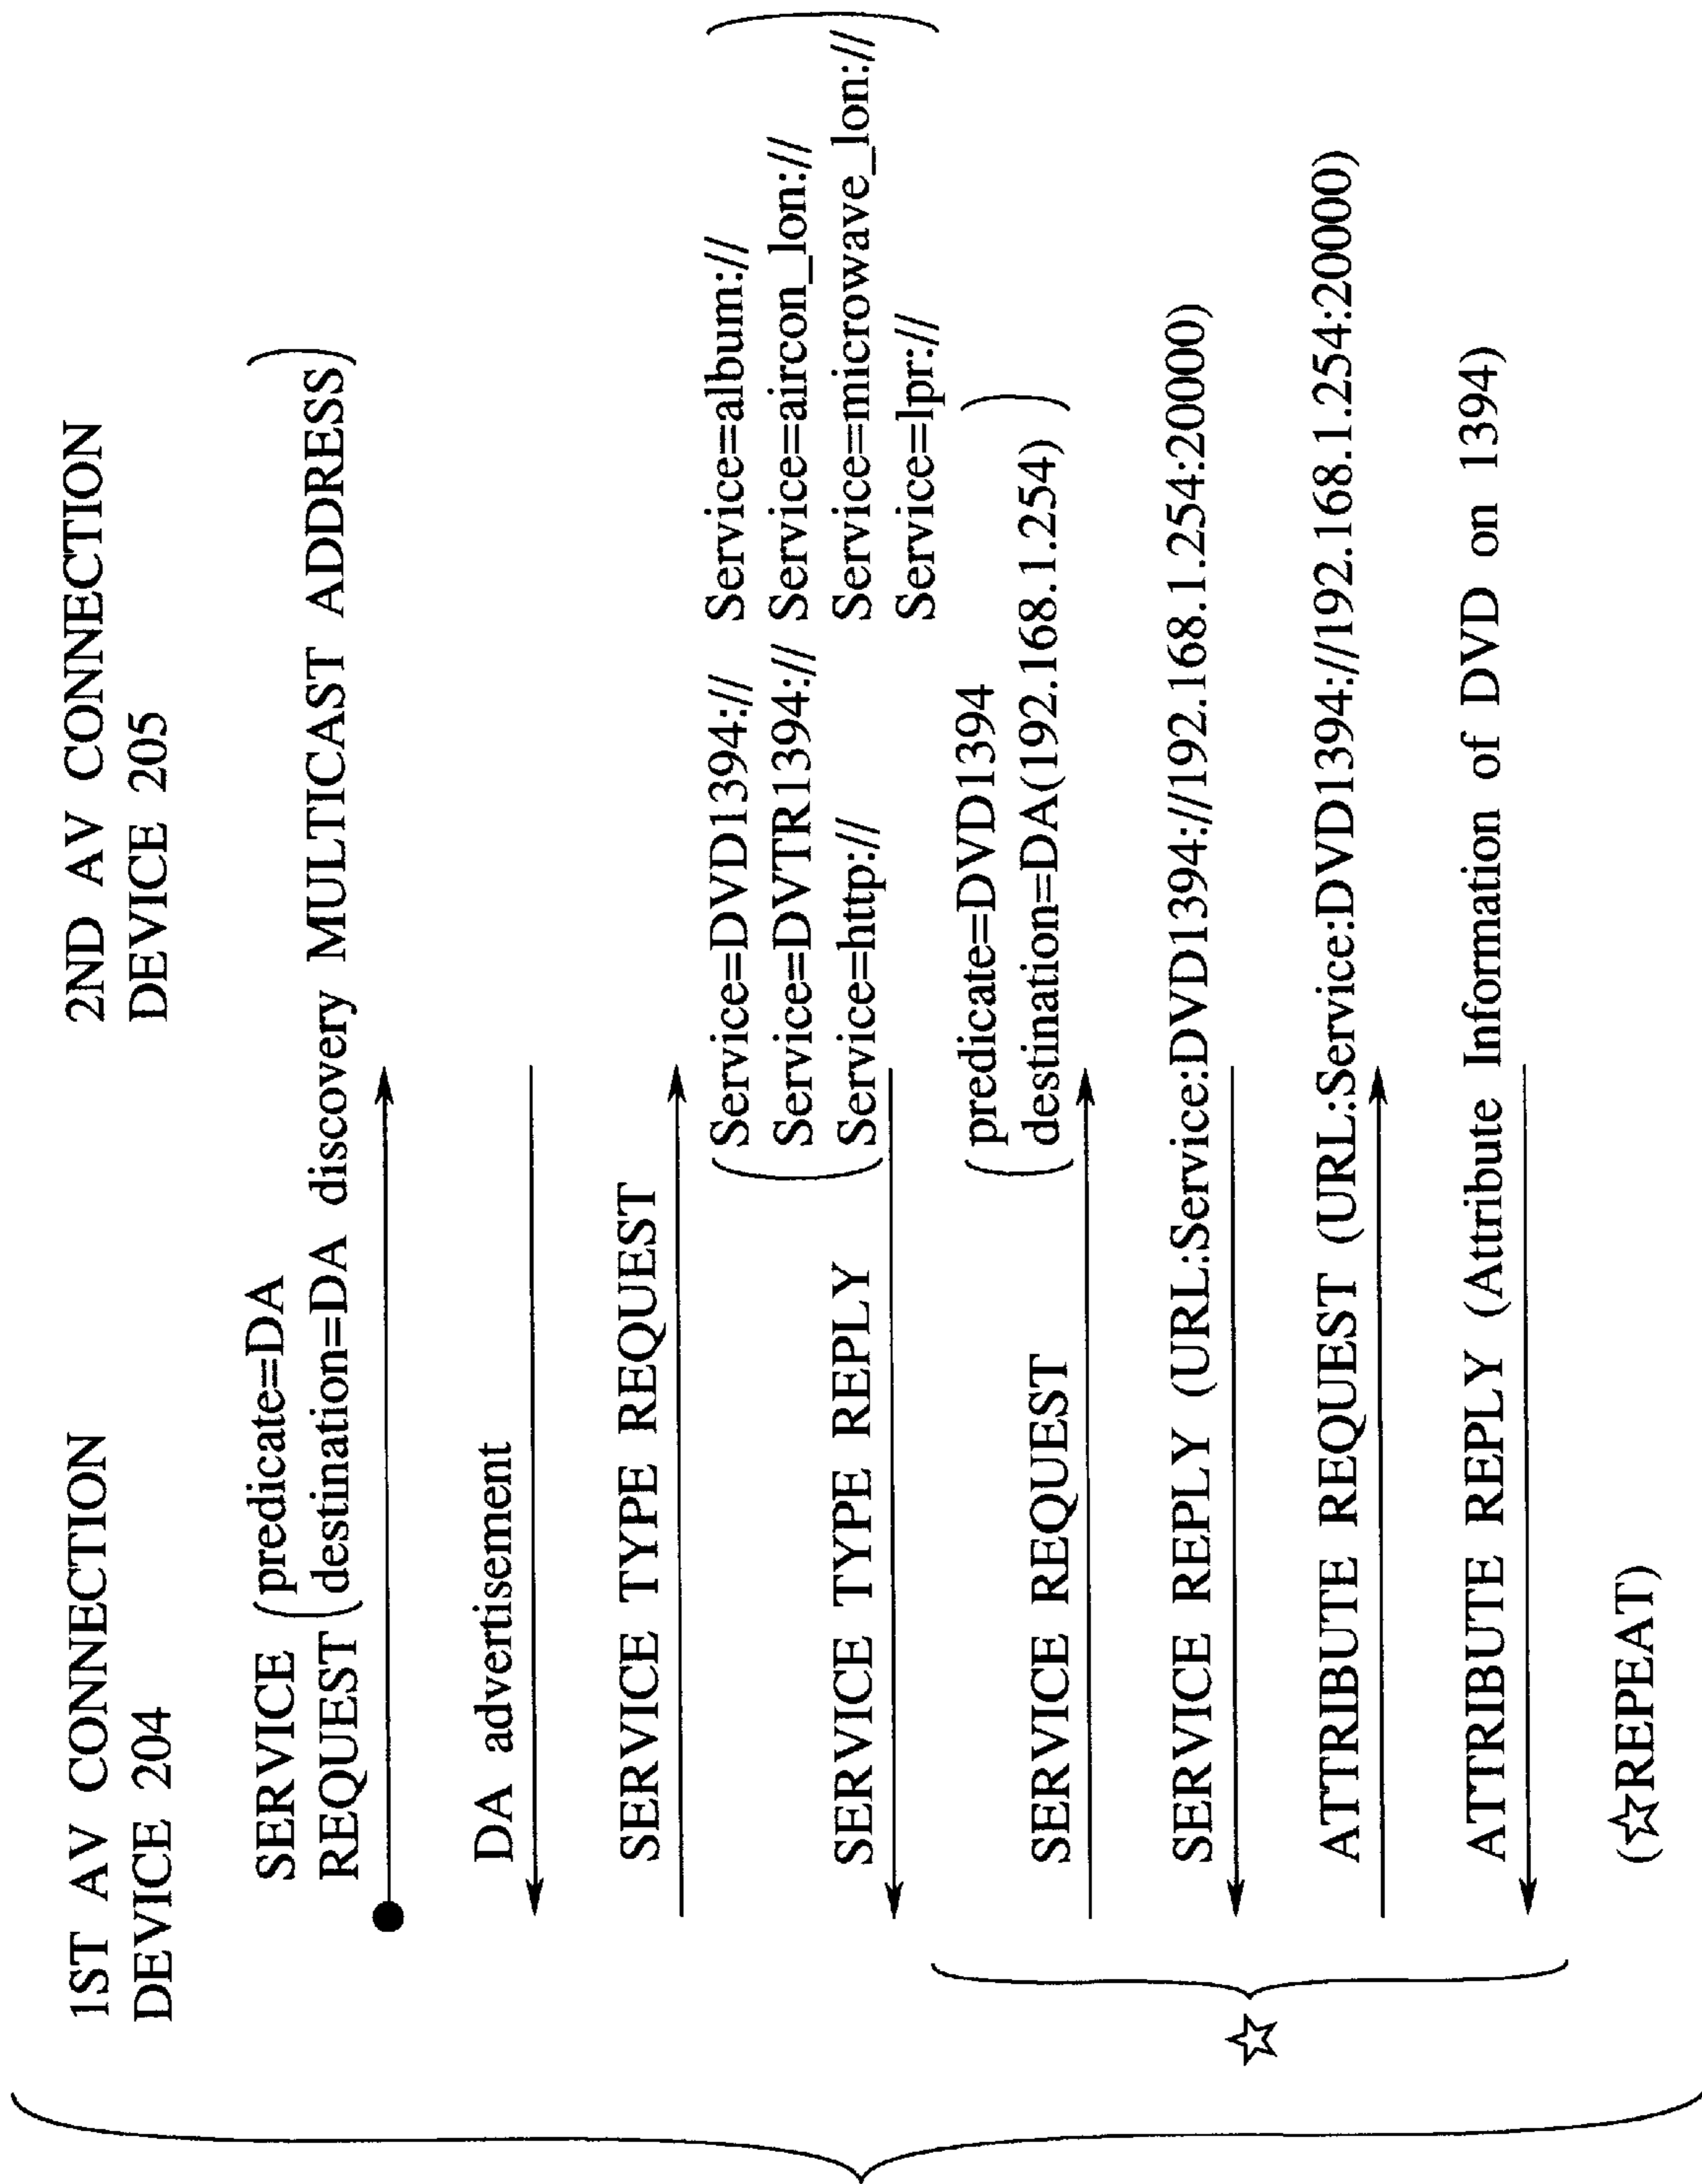 1ST AV CONNECTION
DEVICE 204
2ND AV CONNECTION
DEVICE 205
SERVICE
REQUEST
(predicate=DA
destination=DA discovery MULTICAST ADDRESS)
DA advertisement
SERVICE TYPE REQUEST
SERVICE TYPE REPLY
(Service=DVD1394:// Service=album://
Service=DVTR1394:// Service=aircon_lon://
Service=http:// Service=microwave_lon://
Service=lpr://)
SERVICE REQUEST
(predicate=DVD1394
destination=DA(192.168.1.254))
SERVICE REPLY (URL:Service:DVD1394://192.168.1.254:20000)
ATTRIBUTE REQUEST (URL:Service:DVD1394://192.168.1.254:20000)
ATTRIBUTE REPLY (Attribute Information of DVD on 1394)
☆
(☆REPEAT)